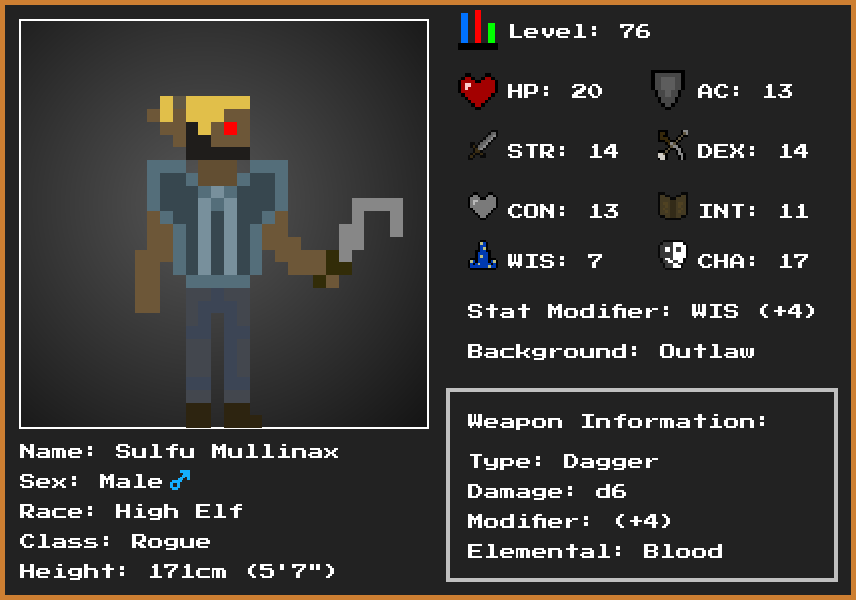 Level: 76
HP: 20 AC: 13
STR: 14 DEX: 14
CON: 13 INT: 11
WIS: 7 CHA: 17
Stat Modifier: WIS (+4)
Background: Outlaw
Weapon Information:
Type: Dagger
Damage: d6
Modifier: (+4)
Elemental: Blood
Name: Sulfu Mullinax
Sex: Male ♂
Race: High Elf
Class: Rogue
Height: 171cm (5'7")